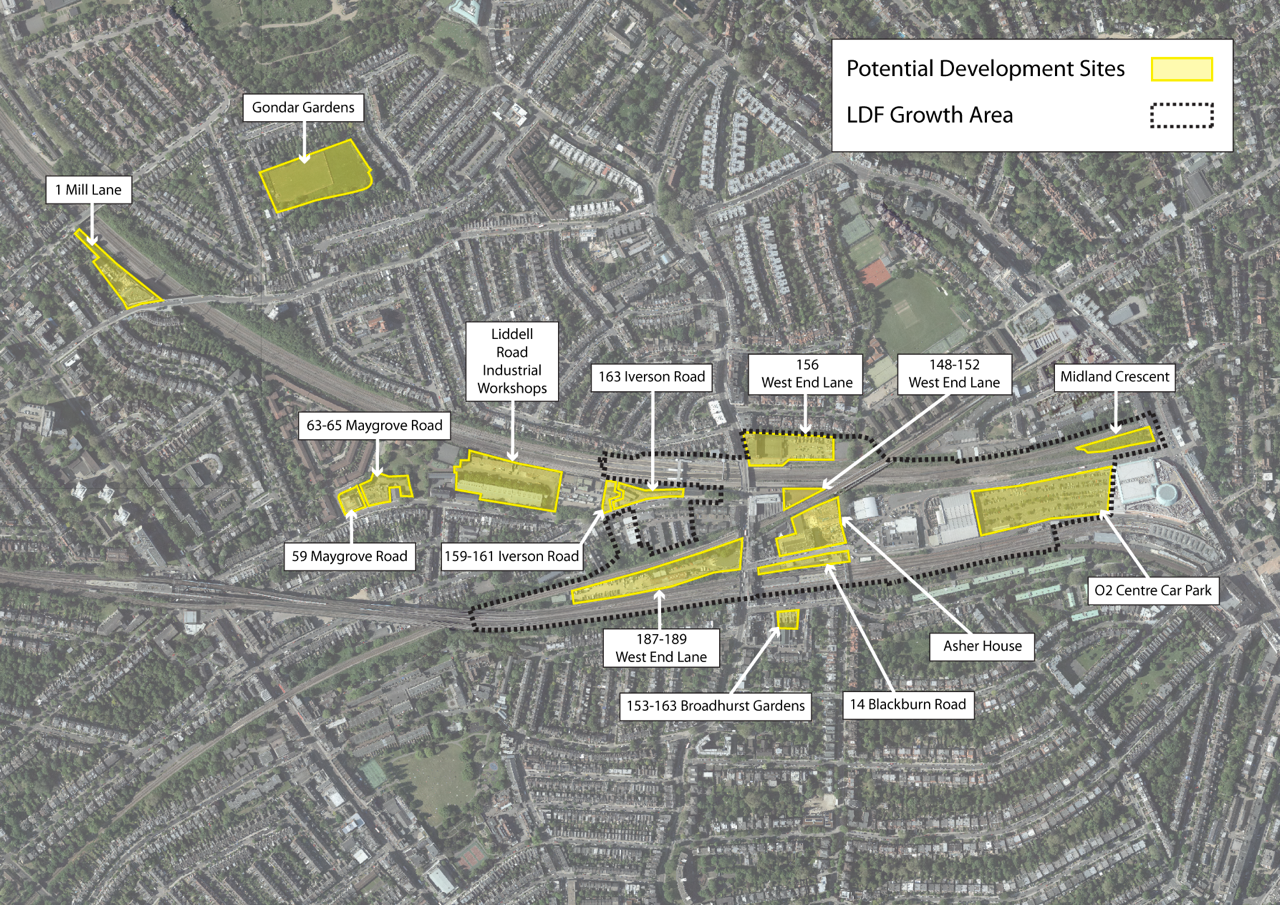 Potential Development Sites
LDF Growth Area
Gondar Gardens
1 Mill Lane
Liddell
Road
Industrial
Workshops
163 Iverson Road
156
West End Lane
148-152
West End Lane
Midland Crescent
63-65 Maygrove Road
59 Maygrove Road
159-161 Iverson Road
O2 Centre Car Park
187-189
West End Lane
Asher House
153-163 Broadhurst Gardens
14 Blackburn Road